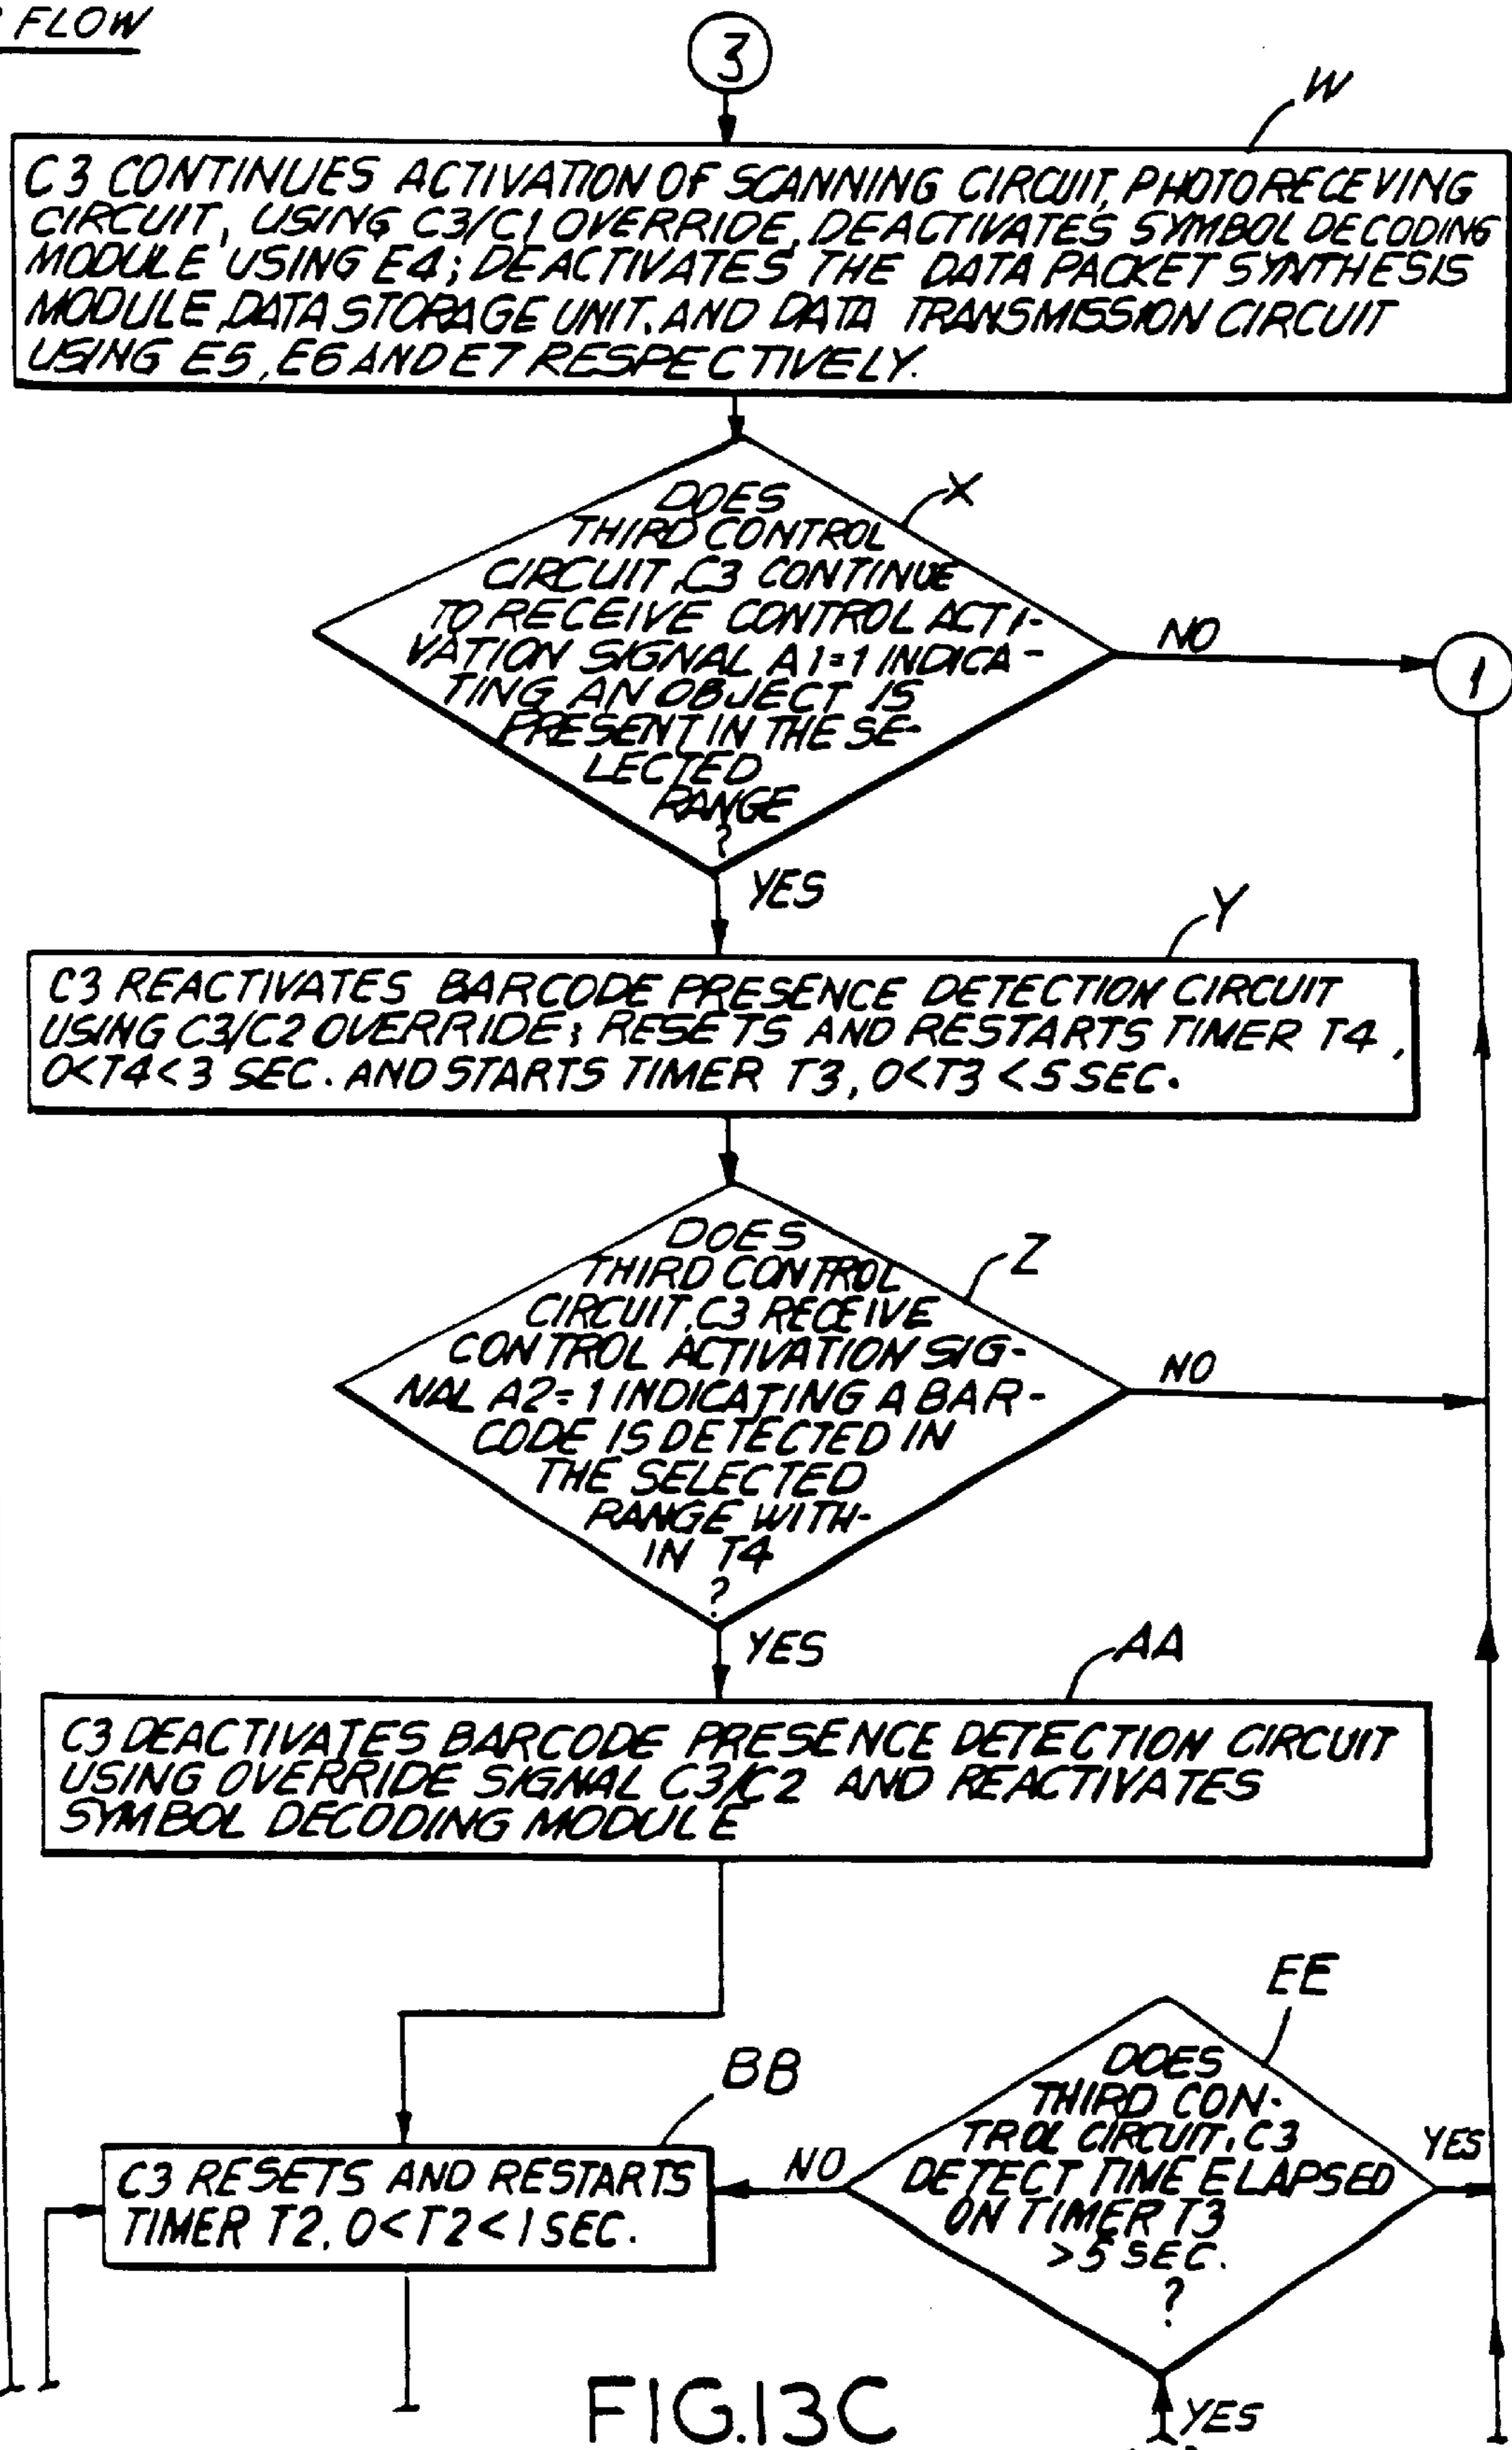 FLOW
3
W
C3 CONTINUES ACTIVATION OF SCANNING CIRCUIT, PHOTORECEVING
CIRCUIT, USING C3/C1 OVERRIDE, DEACTIVATES SYMBOL DECODING
MODULE USING E4; DEACTIVATES THE DATA PACKET SYNTHESIS
MODULE, DATA STORAGE UNIT, AND DATA TRANSMISSION CIRCUIT
USING E5, E6 AND E7 RESPECTIVELY.
X
DOES
THIRD CONTROL
CIRCUIT, C3 CONTINUE
TO RECEIVE CONTROL ACTI-
VATION SIGNAL A1=1 INDICA-
TING AN OBJECT IS
PRESENT IN THE SE-
LECTED
RANGE
?
NO
1
YES
Y
C3 REACTIVATES BARCODE PRESENCE DETECTION CIRCUIT
USING C3/C2 OVERRIDE; RESETS AND RESTARTS TIMER T4,
0<T4<3 SEC. AND STARTS TIMER T3, 0<T3<5 SEC.
Z
DOES
THIRD CONTROL
CIRCUIT, C3 RECEIVE
CONTROL ACTIVATION SIG-
NAL A2=1 INDICATING A BAR-
CODE IS DETECTED IN
THE SELECTED
RANGE WITH-
IN T4
?
NO
YES
AA
C3 DEACTIVATES BARCODE PRESENCE DETECTION CIRCUIT
USING OVERRIDE SIGNAL C3/C2 AND REACTIVATES
SYMBOL DECODING MODULE
EE
DOES
THIRD CON-
TROL CIRCUIT, C3
DETECT TIME ELAPSED
ON TIMER T3
>5 SEC.
?
YES
NO
BB
C3 RESETS AND RESTARTS
TIMER T2, 0<T2<1 SEC.
YES
FIG.13C